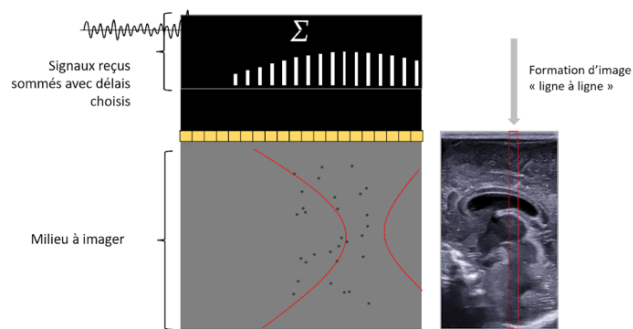 Σ
Signaux reçus
sommés avec délais
choisis
Formation d'image
« ligne à ligne »
Milieu à imager